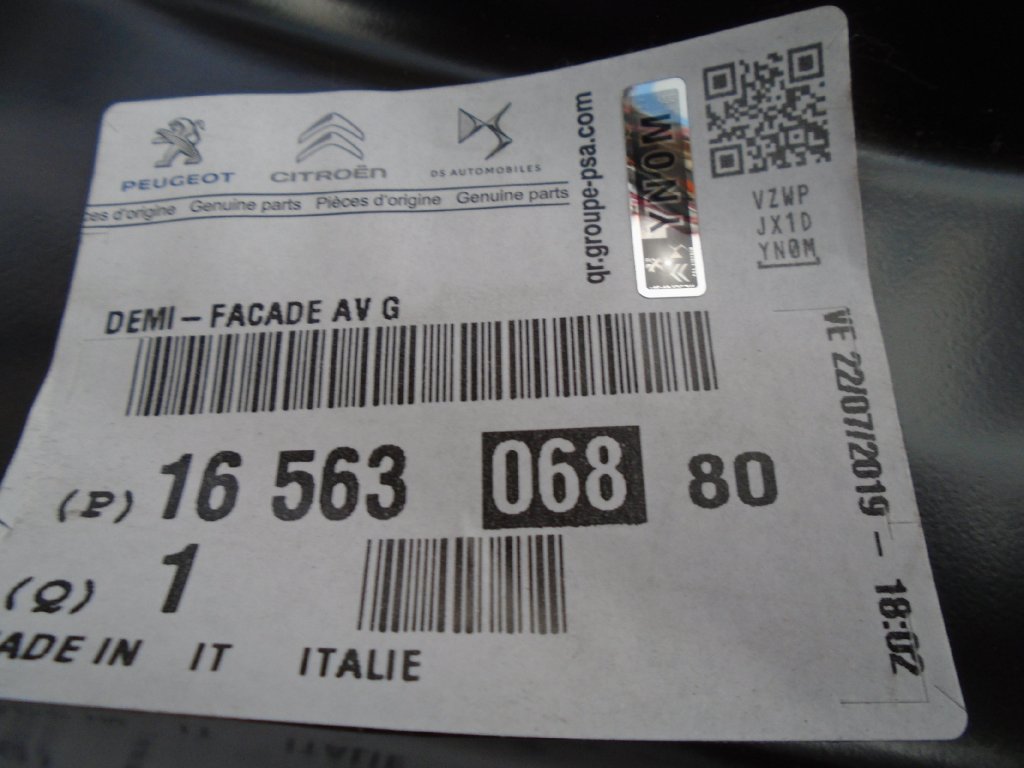 PEUGEOT CITROËN DS AUTOMOBILES
ces d'origine Genuine parts Pièces d'origine Genuine parts
qr.groupe-psa.com
YN0M
VZWP
JX1D
YN0M
DEMI – FACADE AV G
(P) 16 563 068 80
(Q) 1
ADE IN IT ITALIE
VE 22/07/2019 – 18:02